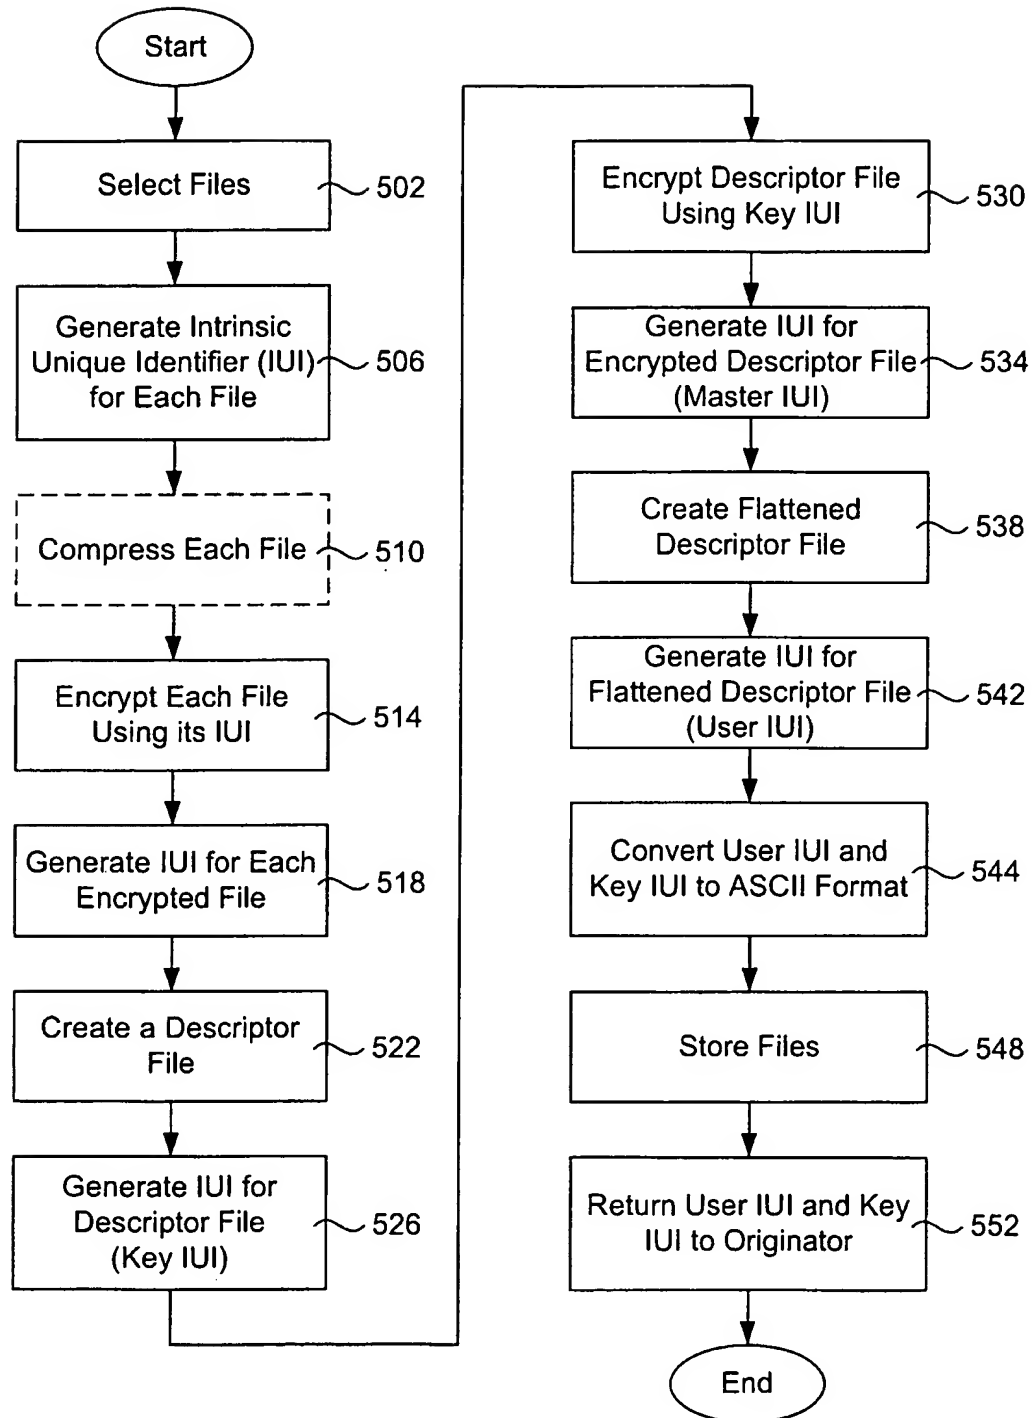 Start
Select Files
502
Generate Intrinsic
Unique Identifier (IUI)
for Each File
506
Compress Each File
510
Encrypt Each File
Using its IUI
514
Generate IUI for Each
Encrypted File
518
Create a Descriptor
File
522
Generate IUI for
Descriptor File
(Key IUI)
526
Encrypt Descriptor File
Using Key IUI
530
Generate IUI for
Encrypted Descriptor File
(Master IUI)
534
Create Flattened
Descriptor File
538
Generate IUI for
Flattened Descriptor File
(User IUI)
542
Convert User IUI and
Key IUI to ASCII Format
544
Store Files
548
Return User IUI and Key
IUI to Originator
552
End